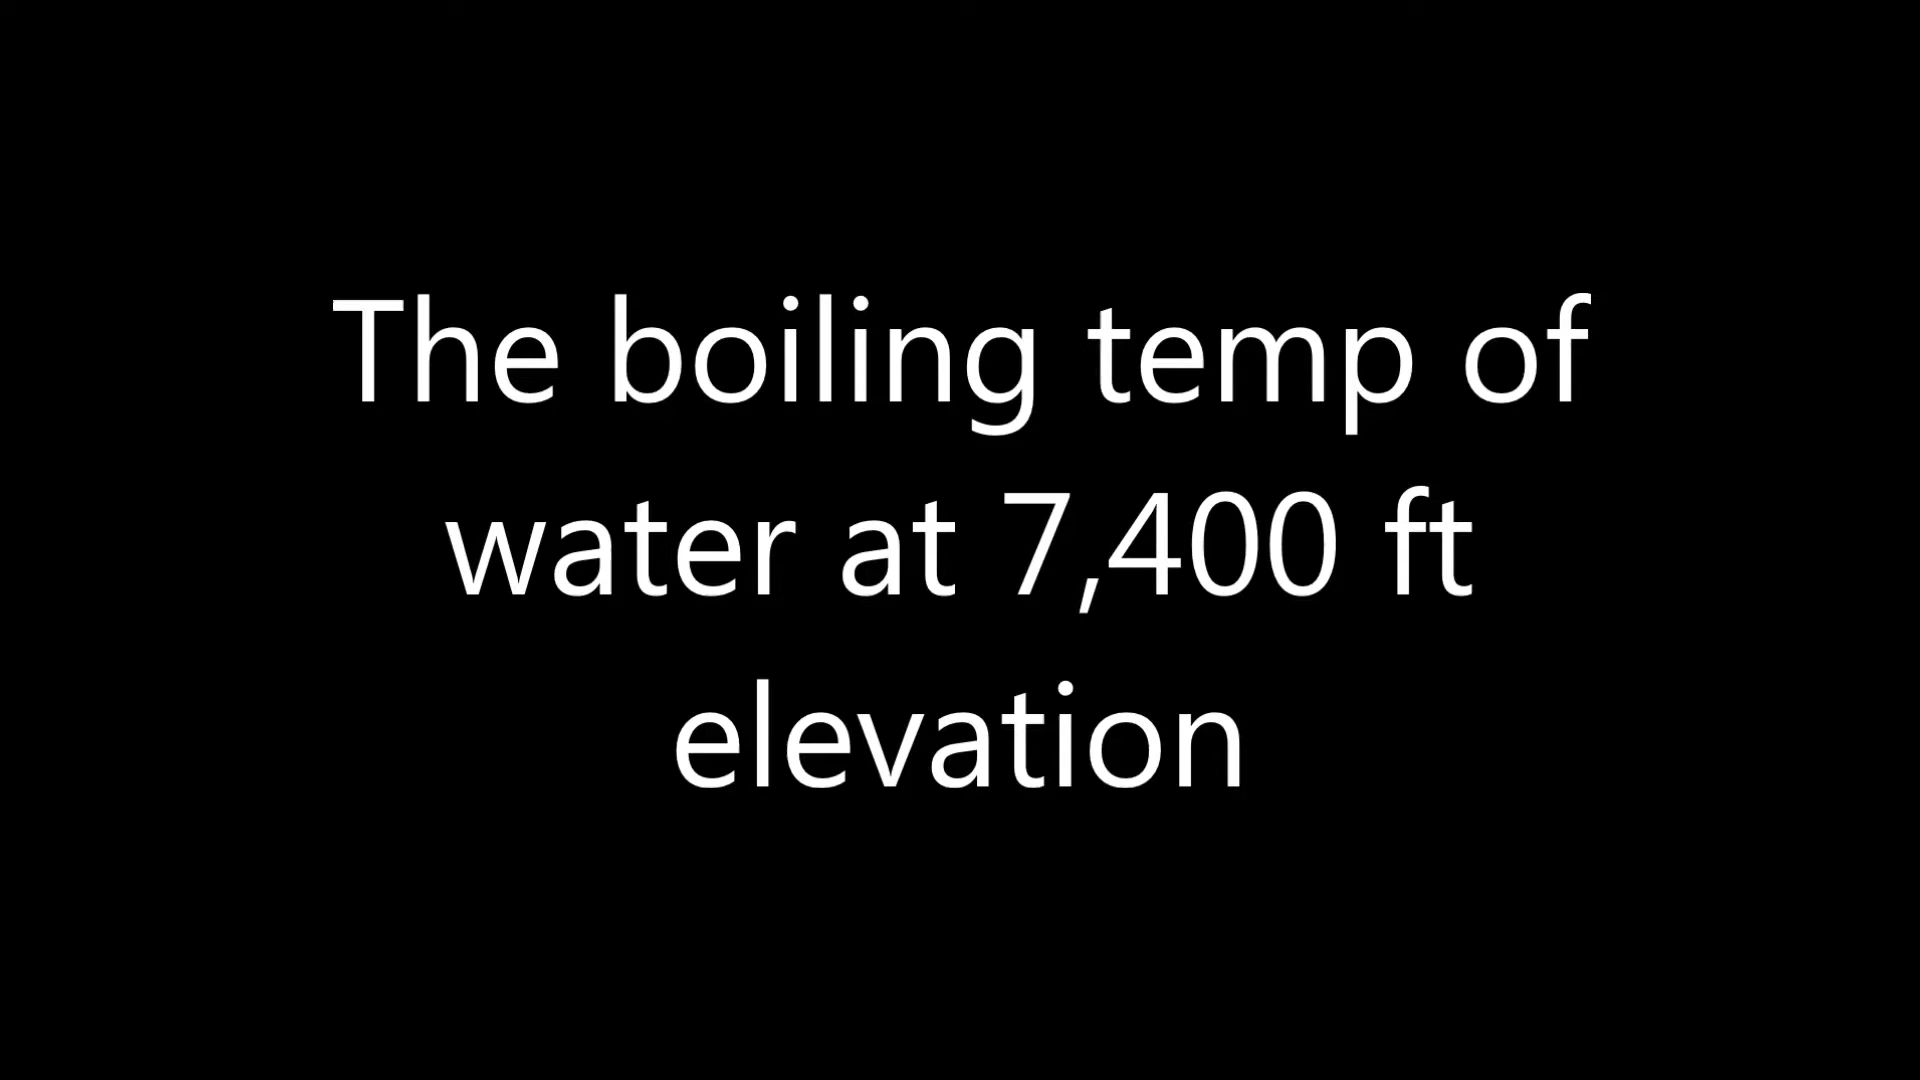 The boiling temp of
water at 7,400 ft
elevation